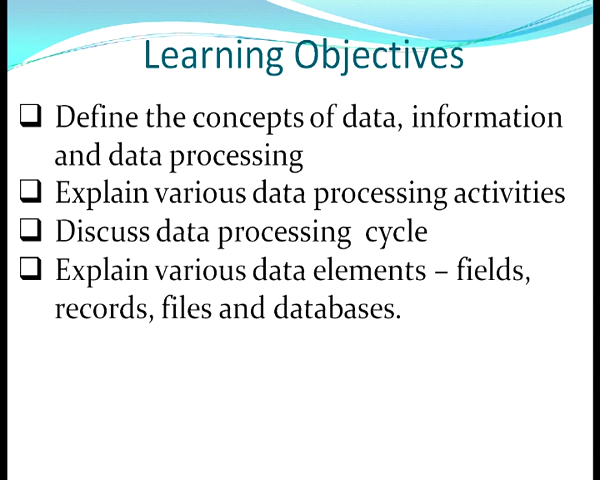 Learning Objectives
❑ Define the concepts of data, information
and data processing
❑ Explain various data processing activities
❑ Discuss data processing cycle
❑ Explain various data elements – fields,
records, files and databases.